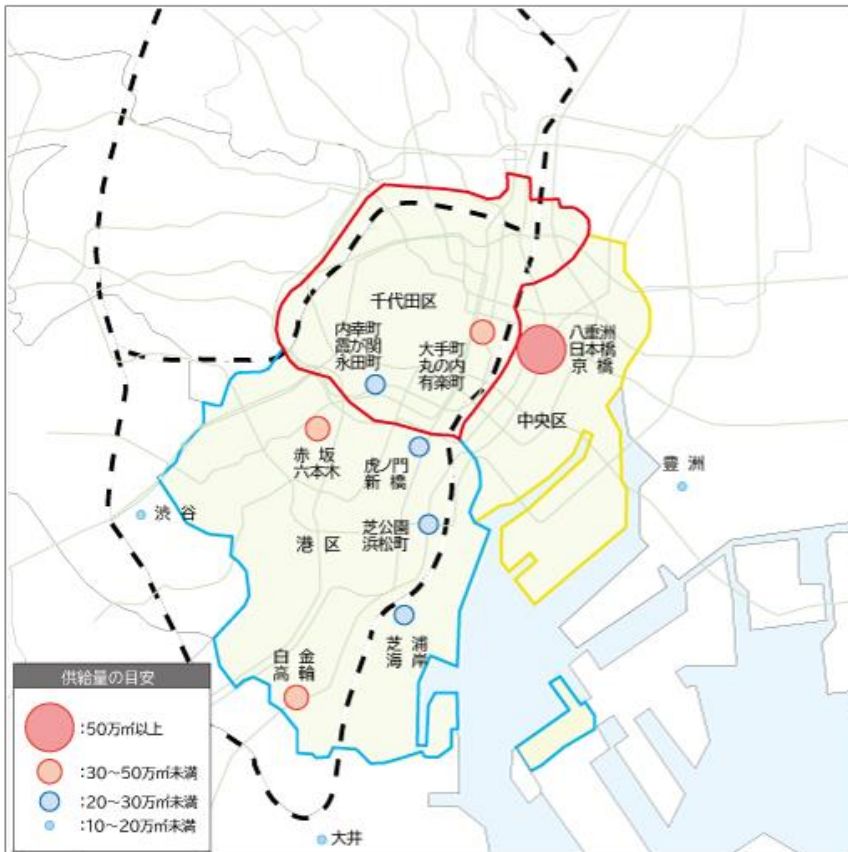 千代田区
内幸町
霞が関
永田町
大手町
丸の内
有楽町
八重洲
日本橋
京橋
中央区
赤坂
六本木
虎ノ門
新橋
豊洲
渋谷
芝公園
浜松町
港区
芝浦
海岸
白金
高輪
大井
供給量の目安
:50万㎡以上
:30～50万㎡未満
:20～30万㎡未満
:10～20万㎡未満